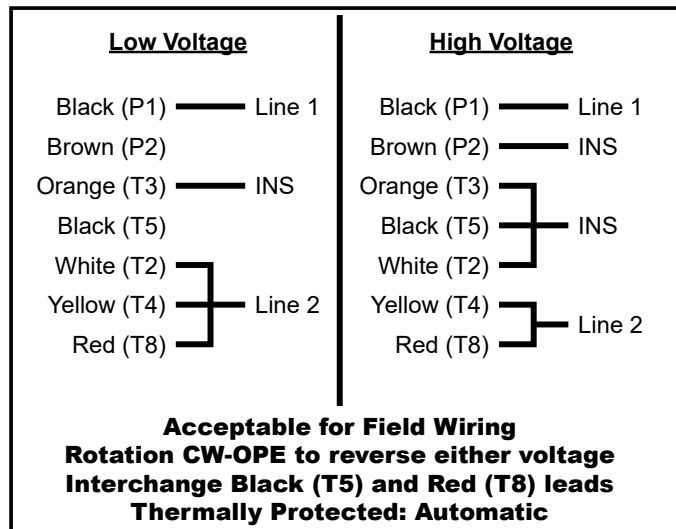 Low Voltage
Black (P1) Line 1
Brown (P2)
Orange (T3) INS
Black (T5)
White (T2)
Yellow (T4) Line 2
Red (T8)
High Voltage
Black (P1) Line 1
Brown (P2) INS
Orange (T3)
Black (T5) INS
White (T2)
Yellow (T4)
Line 2
Red (T8)
Acceptable for Field Wiring
Rotation CW-OPE to reverse either voltage
Interchange Black (T5) and Red (T8) leads
Thermally Protected: Automatic